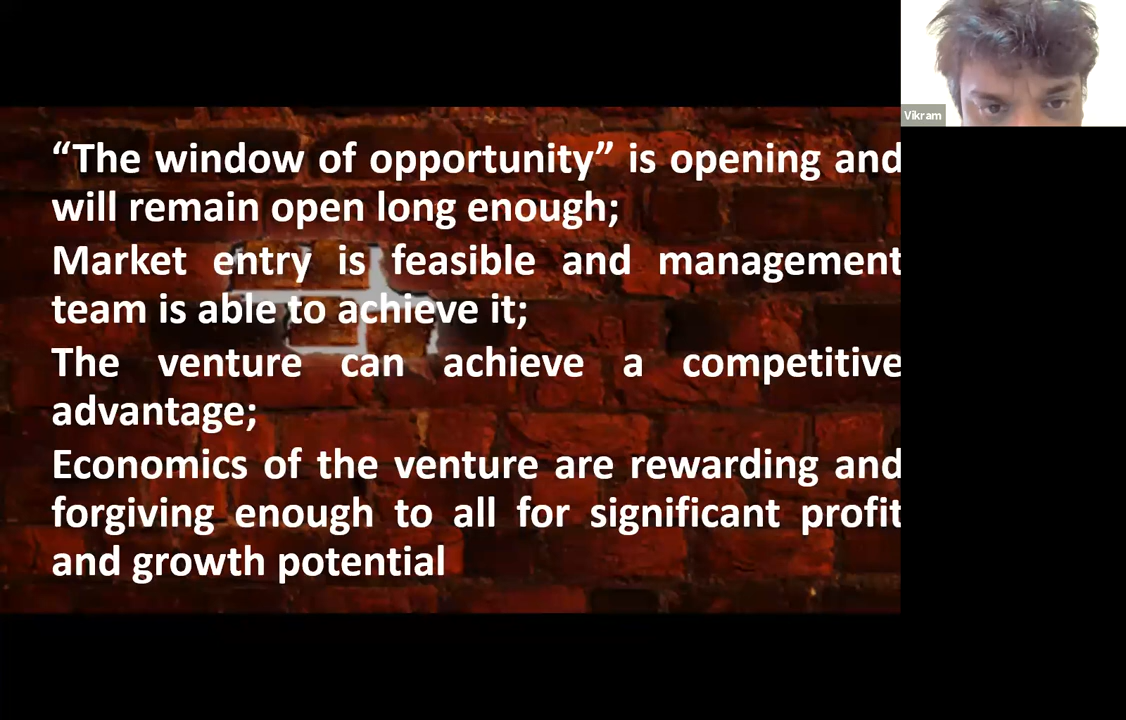 “The window of opportunity” is opening and
will remain open long enough;
Market entry is feasible and management
team is able to achieve it;
The venture can achieve a competitive
advantage;
Economics of the venture are rewarding and
forgiving enough to all for significant profit
and growth potential
Vikram